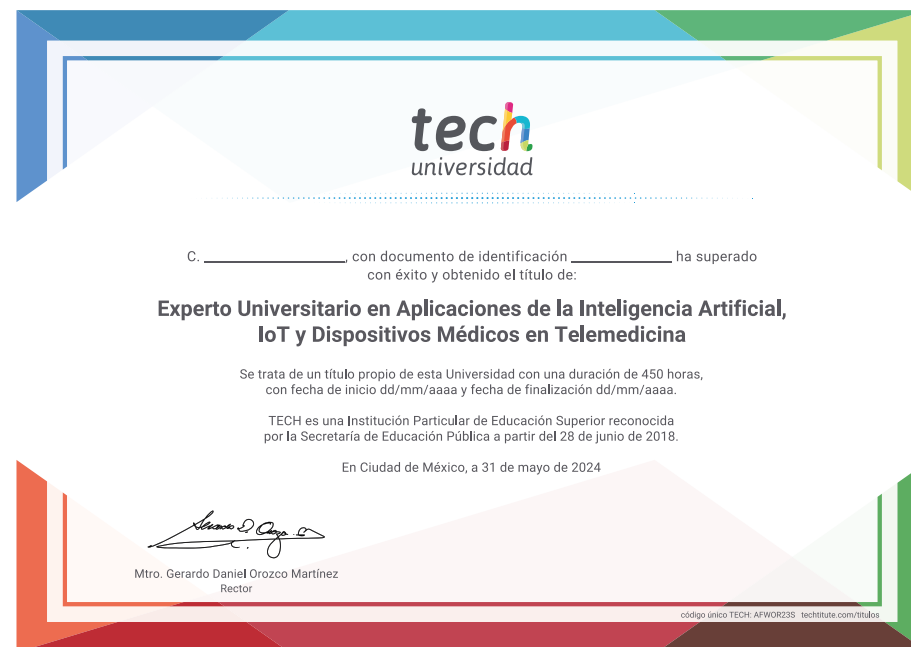 tech
universidad
C. ____________________, con documento de identificación ______________ ha superado
con éxito y obtenido el título de:
Experto Universitario en Aplicaciones de la Inteligencia Artificial,
IoT y Dispositivos Médicos en Telemedicina
Se trata de un título propio de esta Universidad con una duración de 450 horas,
con fecha de inicio dd/mm/aaaa y fecha de finalización dd/mm/aaaa.
TECH es una Institución Particular de Educación Superior reconocida
por la Secretaría de Educación Pública a partir del 28 de junio de 2018.
En Ciudad de México, a 31 de mayo de 2024
Mtro. Gerardo Daniel Orozco Martínez
Rector
código único TECH: AFWOR23S techtitute.com/titulos